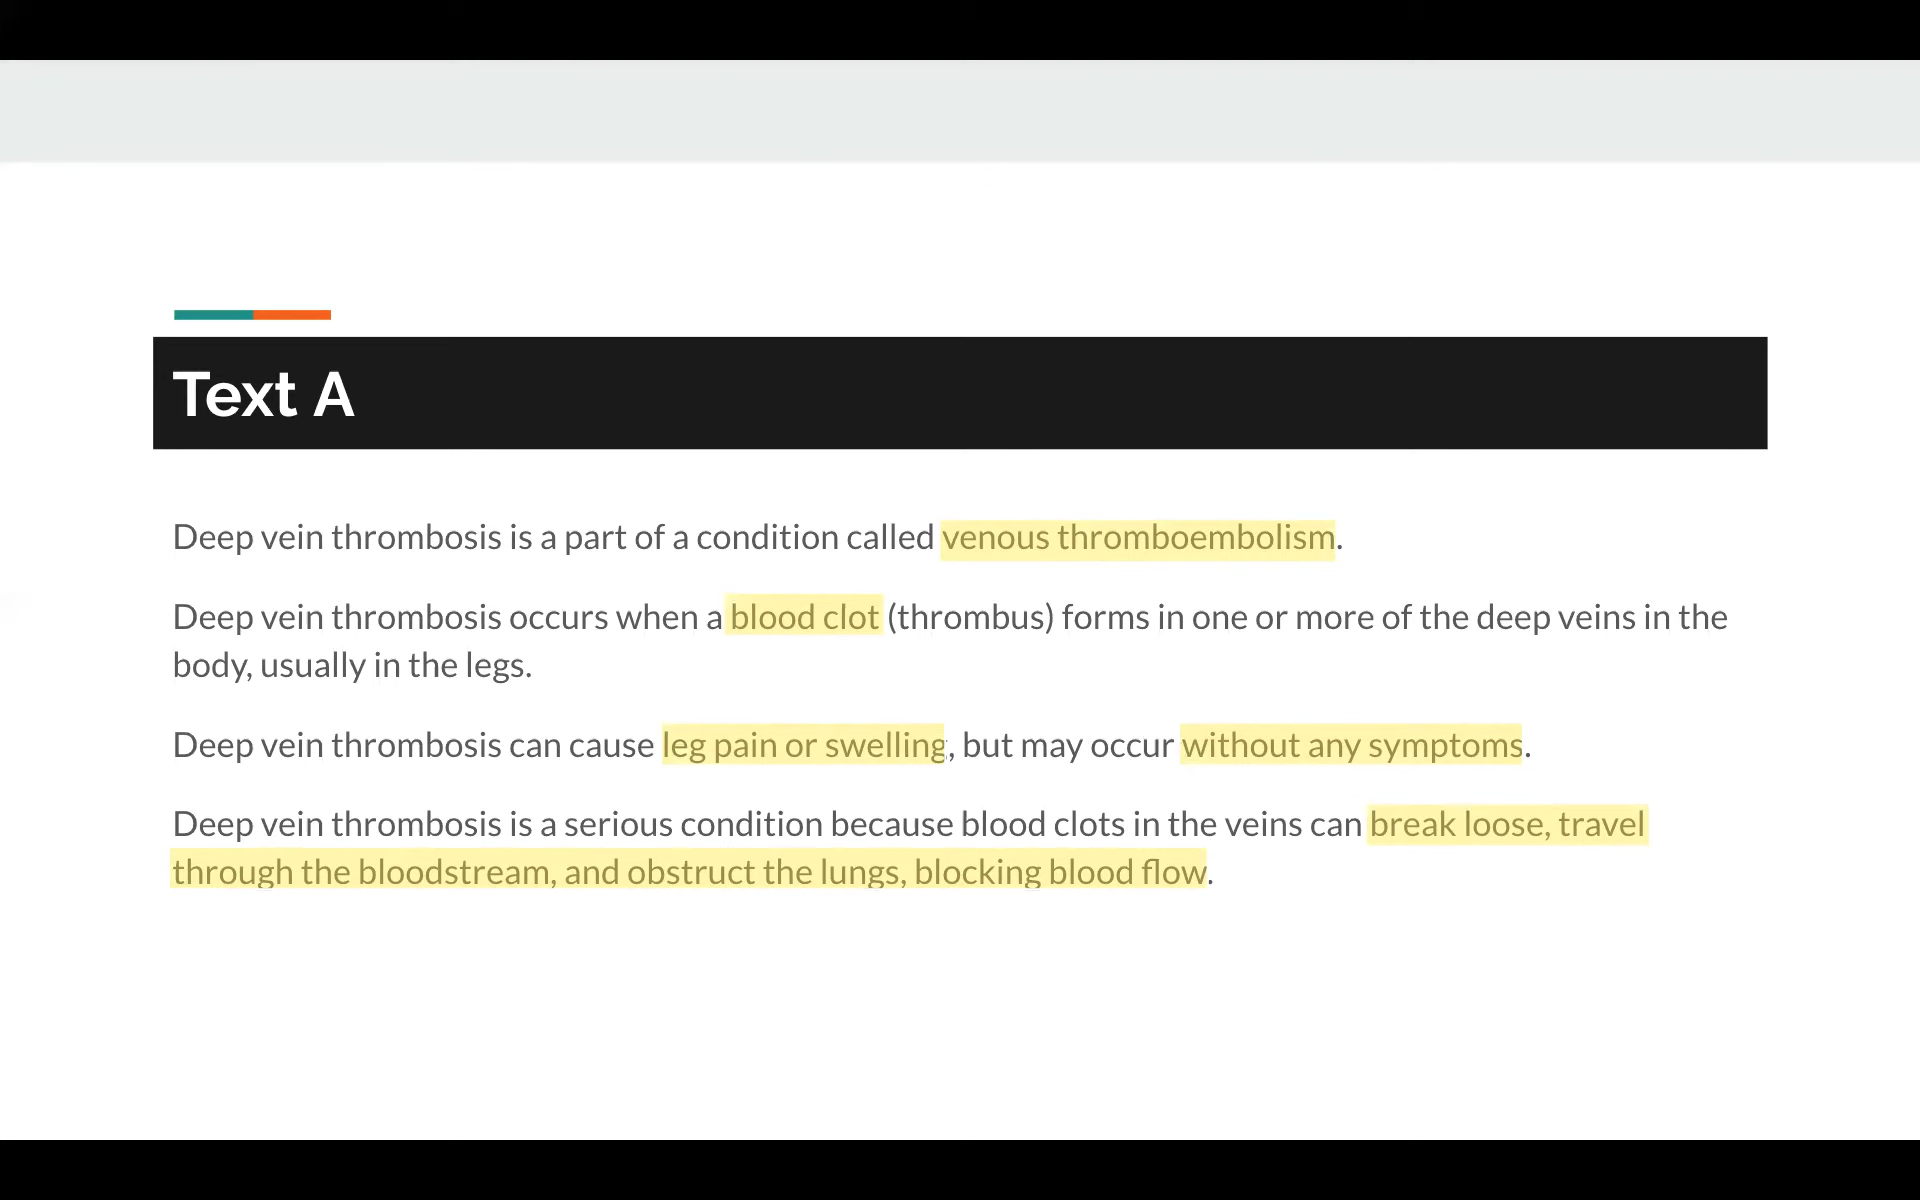 Text A
Deep vein thrombosis is a part of a condition called venous thromboembolism.
Deep vein thrombosis occurs when a blood clot (thrombus) forms in one or more of the deep veins in the
body, usually in the legs.
Deep vein thrombosis can cause leg pain or swelling, but may occur without any symptoms.
Deep vein thrombosis is a serious condition because blood clots in the veins can break loose, travel
through the bloodstream, and obstruct the lungs, blocking blood flow.